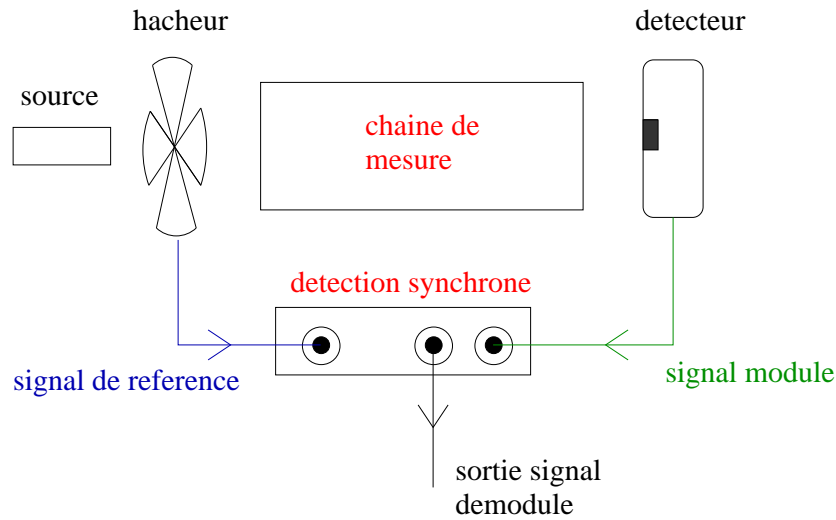 hacheur
detecteur
source
chaine de
mesure
detection synchrone
signal de reference
signal module
sortie signal
demodule